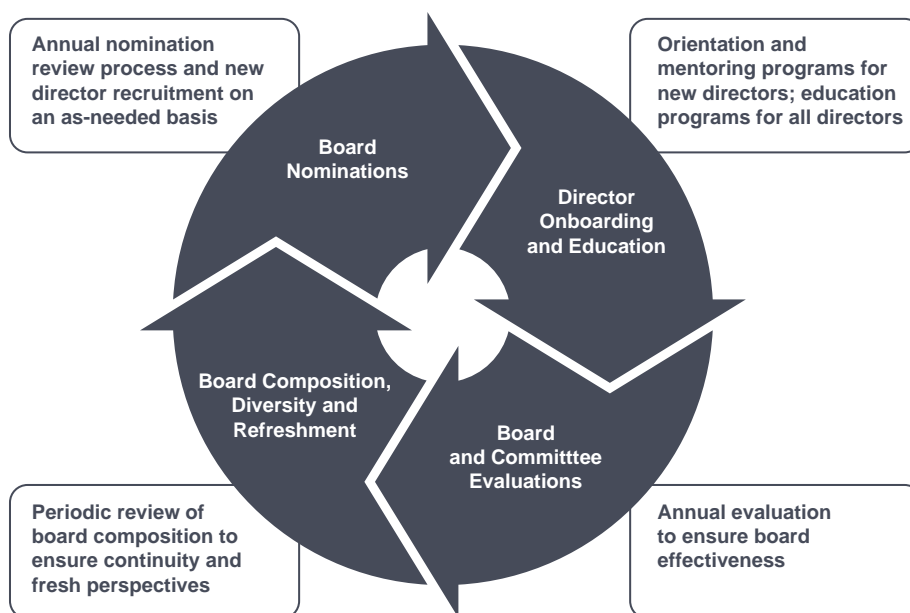 Annual nomination
review process and new
director recruitment on
an as-needed basis
Orientation and
mentoring programs for
new directors; education
programs for all directors
Board
Nominations
Director
Onboarding
and Education
Board Composition,
Diversity and
Refreshment
Board
and Committtee
Evaluations
Periodic review of
board composition to
ensure continuity and
fresh perspectives
Annual evaluation
to ensure board
effectiveness